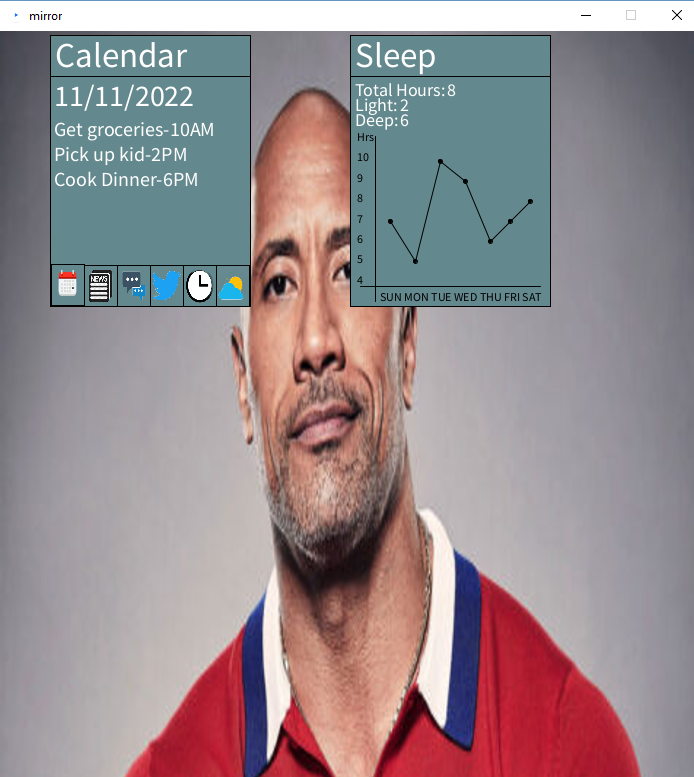 mirror
Calendar
11/11/2022
Get groceries-10AM
Pick up kid-2PM
Cook Dinner-6PM
NEWS
Sleep
Total Hours: 8
Light: 2
Deep: 6
Hrs
10
9
8
7
6
5
4
SUN MON TUE WED THU FRI SAT